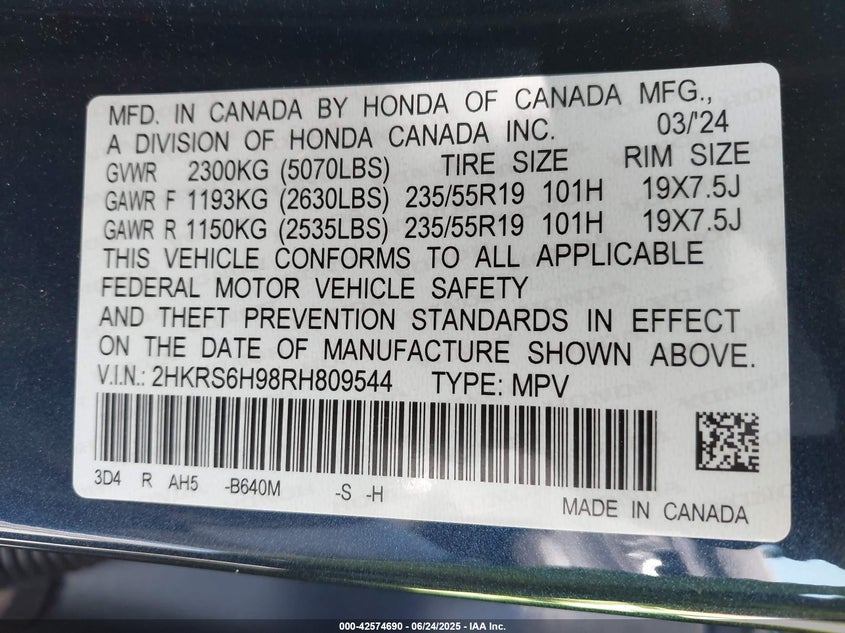 MFD. IN CANADA BY HONDA OF CANADA MFG.,
A DIVISION OF HONDA CANADA INC. 03/'24
GVWR 2300KG (5070LBS) TIRE SIZE RIM SIZE
GAWR F 1193KG (2630LBS) 235/55R19 101H 19X7.5J
GAWR R 1150KG (2535LBS) 235/55R19 101H 19X7.5J
THIS VEHICLE CONFORMS TO ALL APPLICABLE
FEDERAL MOTOR VEHICLE SAFETY
AND THEFT PREVENTION STANDARDS IN EFFECT
ON THE DATE OF MANUFACTURE SHOWN ABOVE.
V.I.N.: 2HKRS6H98RH809544 TYPE: MPV
3D4 R AH5 -B640M -S -H
MADE IN CANADA
000-42574690 - 06/24/2025 - IAA Inc.